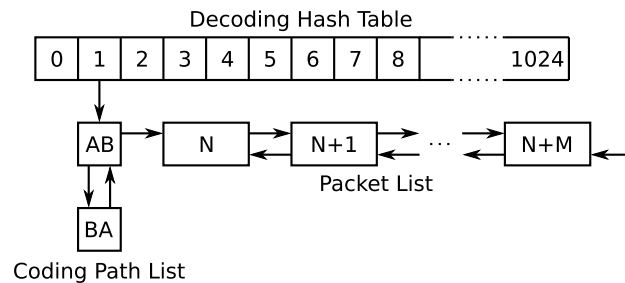 Decoding Hash Table
0 1 2 3 4 5 6 7 8 ...... 1024
AB N N+1 ... N+M
Packet List
BA
Coding Path List